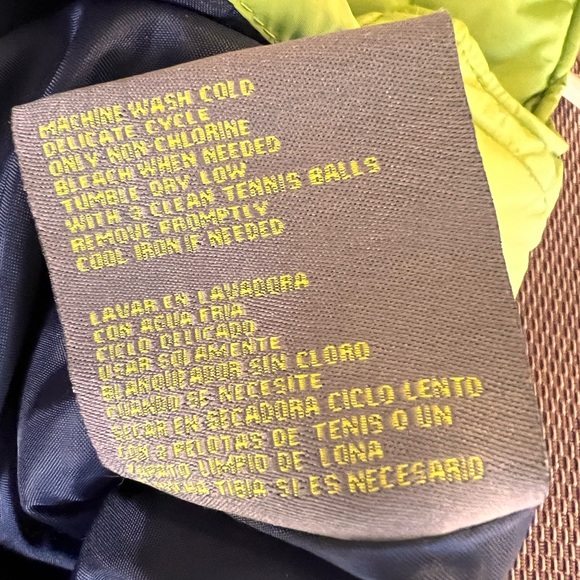 MACHINE WASH COLD
DELICATE CYCLE
ONLY NON-CHLORINE
BLEACH WHEN NEEDED
TUMBLE DRY LOW
WITH 3 CLEAN TENNIS BALLS
REMOVE PROMPTLY
COOL IRON IF NEEDED
LAVAR EN LAVADORA
CON AGUA FRIA
CICLO DELICADO
USAR SOLAMENTE
BLANQUEADOR SIN CLORO
CUANDO SE NECESITE
SECAR EN SECADORA CICLO LENTO
CON 3 PELOTAS DE TENIS O UN
ZAPATO LIMPIO DE LONA
TIBIA SI ES NECESARIO